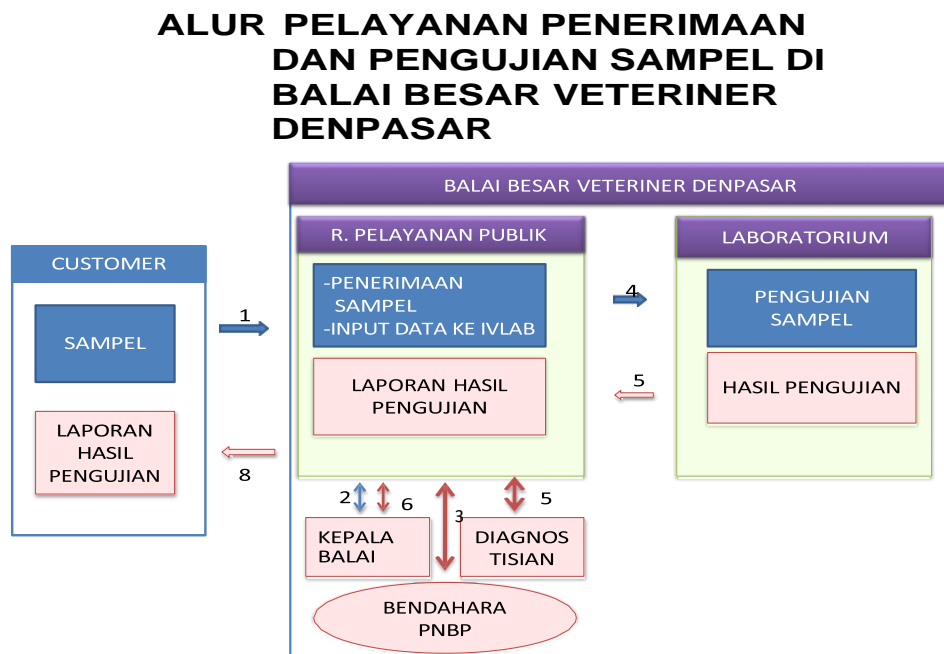 ALUR PELAYANAN PENERIMAAN
DAN PENGUJIAN SAMPEL DI
BALAI BESAR VETERINER
DENPASAR
BALAI BESAR VETERINER DENPASAR
R. PELAYANAN PUBLIK
LABORATORIUM
CUSTOMER
-PENERIMAAN
SAMPEL
-INPUT DATA KE IVLAB
4
PENGUJIAN
SAMPEL
1
SAMPEL
LAPORAN HASIL
PENGUJIAN
5
HASIL PENGUJIAN
LAPORAN
HASIL
PENGUJIAN
8
2
6
3
5
KEPALA
BALAI
DIAGNOS
TISIAN
BENDAHARA
PNBP